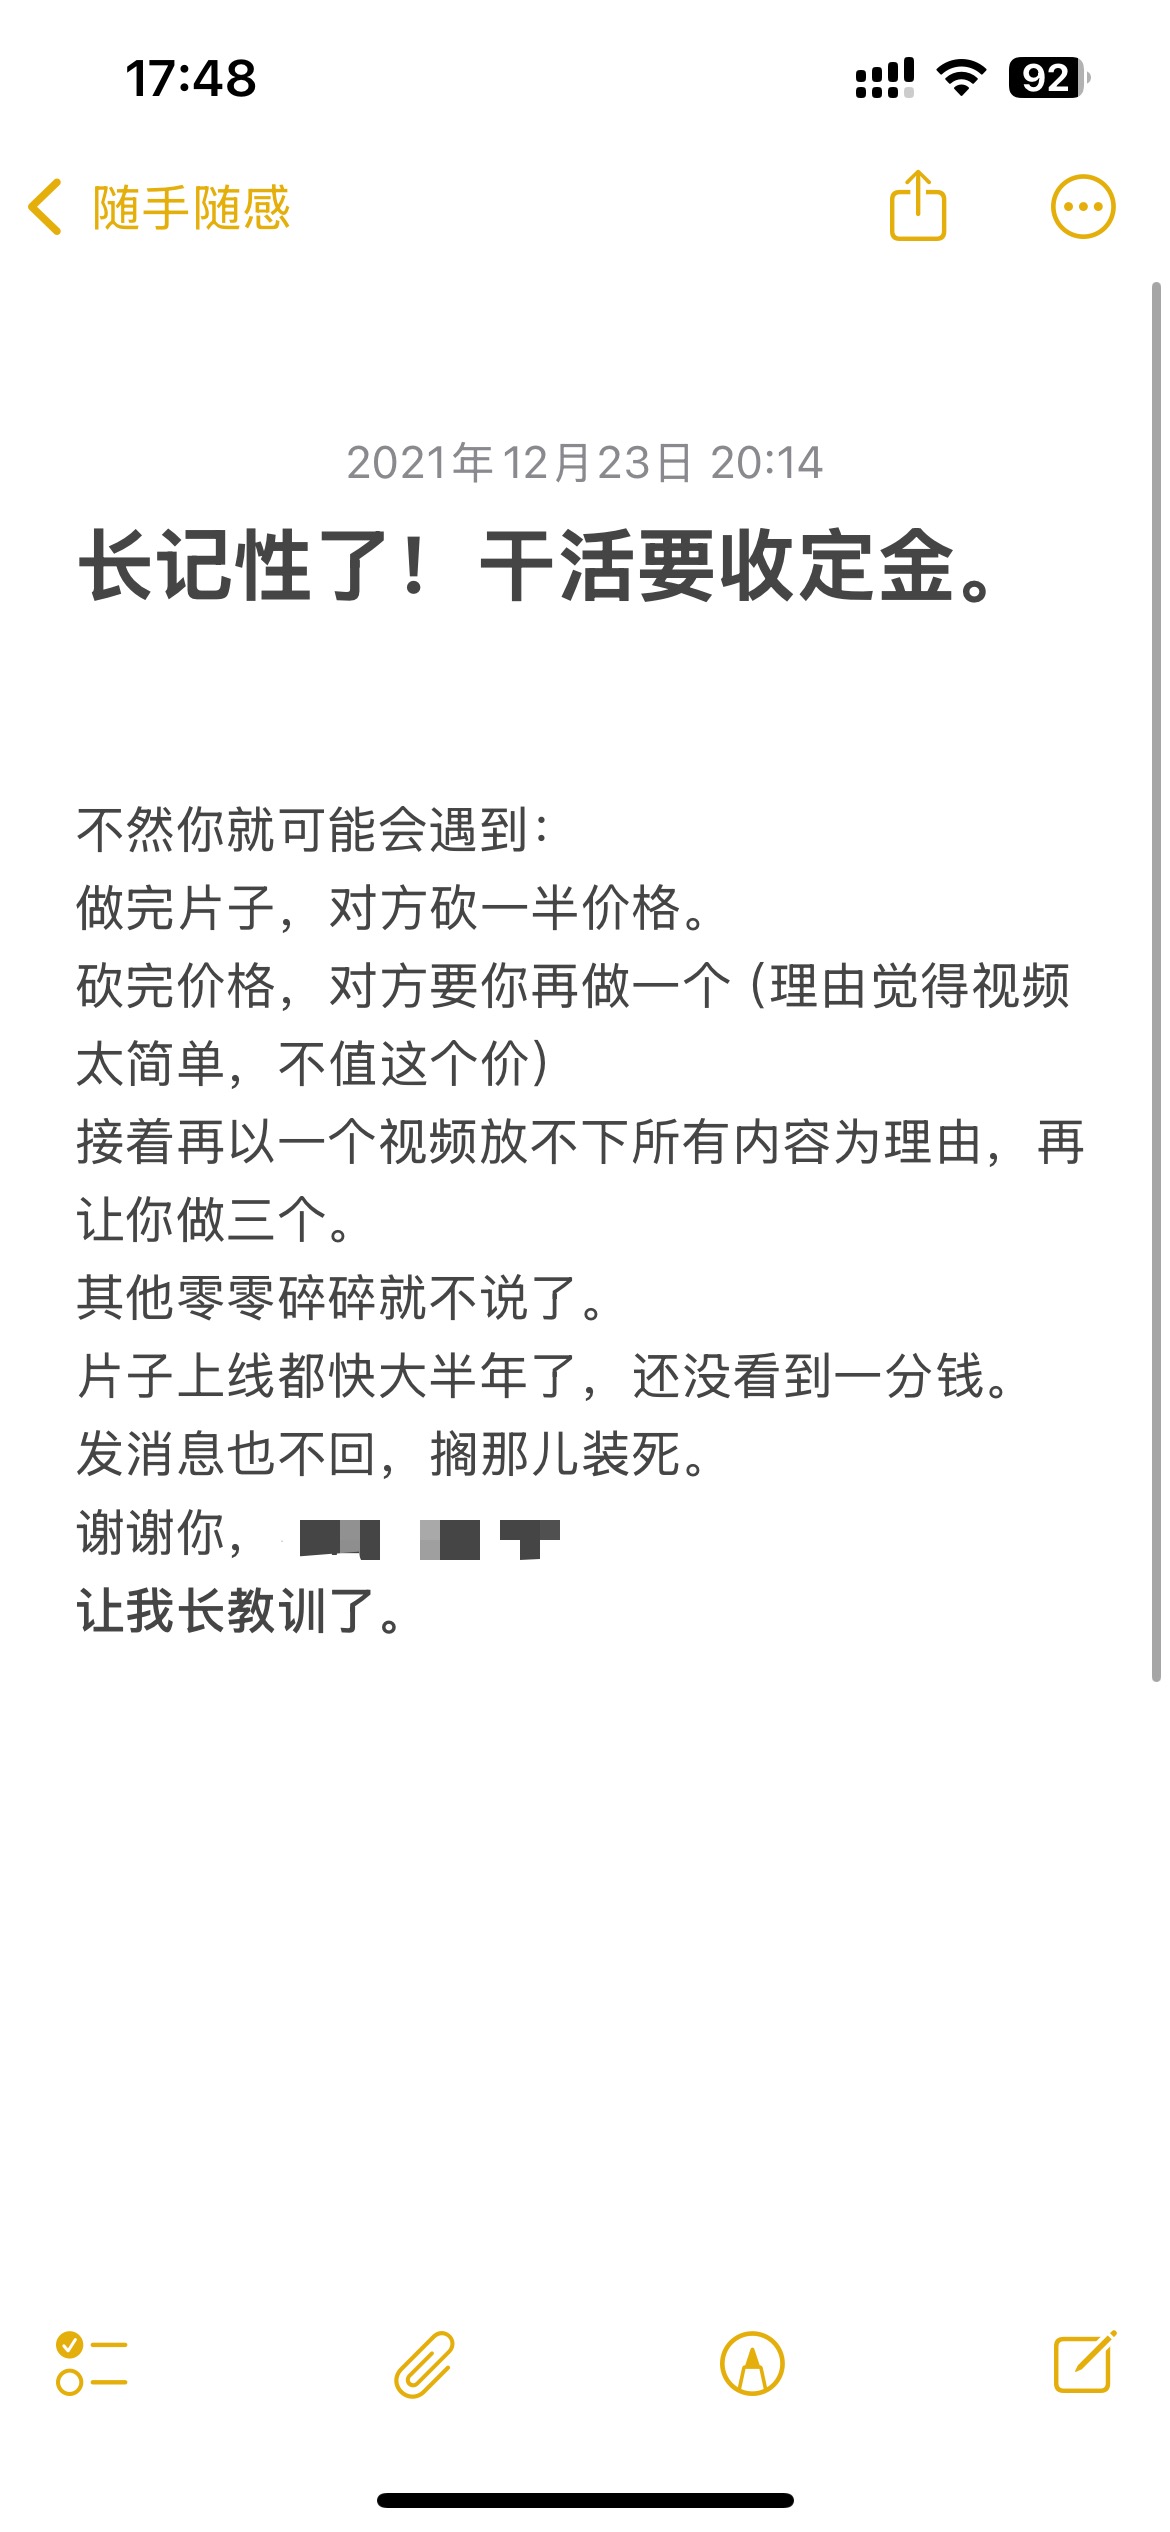 17:48
92
随手随感
2021年12月23日 20:14
长记性了！干活要收定金。
不然你就可能会遇到：
做完片子，对方砍一半价格。
砍完价格，对方要你再做一个（理由觉得视频
太简单，不值这个价）
接着再以一个视频放不下所有内容为理由，再
让你做三个。
其他零零碎碎就不说了。
片子上线都快大半年了，还没看到一分钱。
发消息也不回，搁那儿装死。
谢谢你，
让我长教训了。